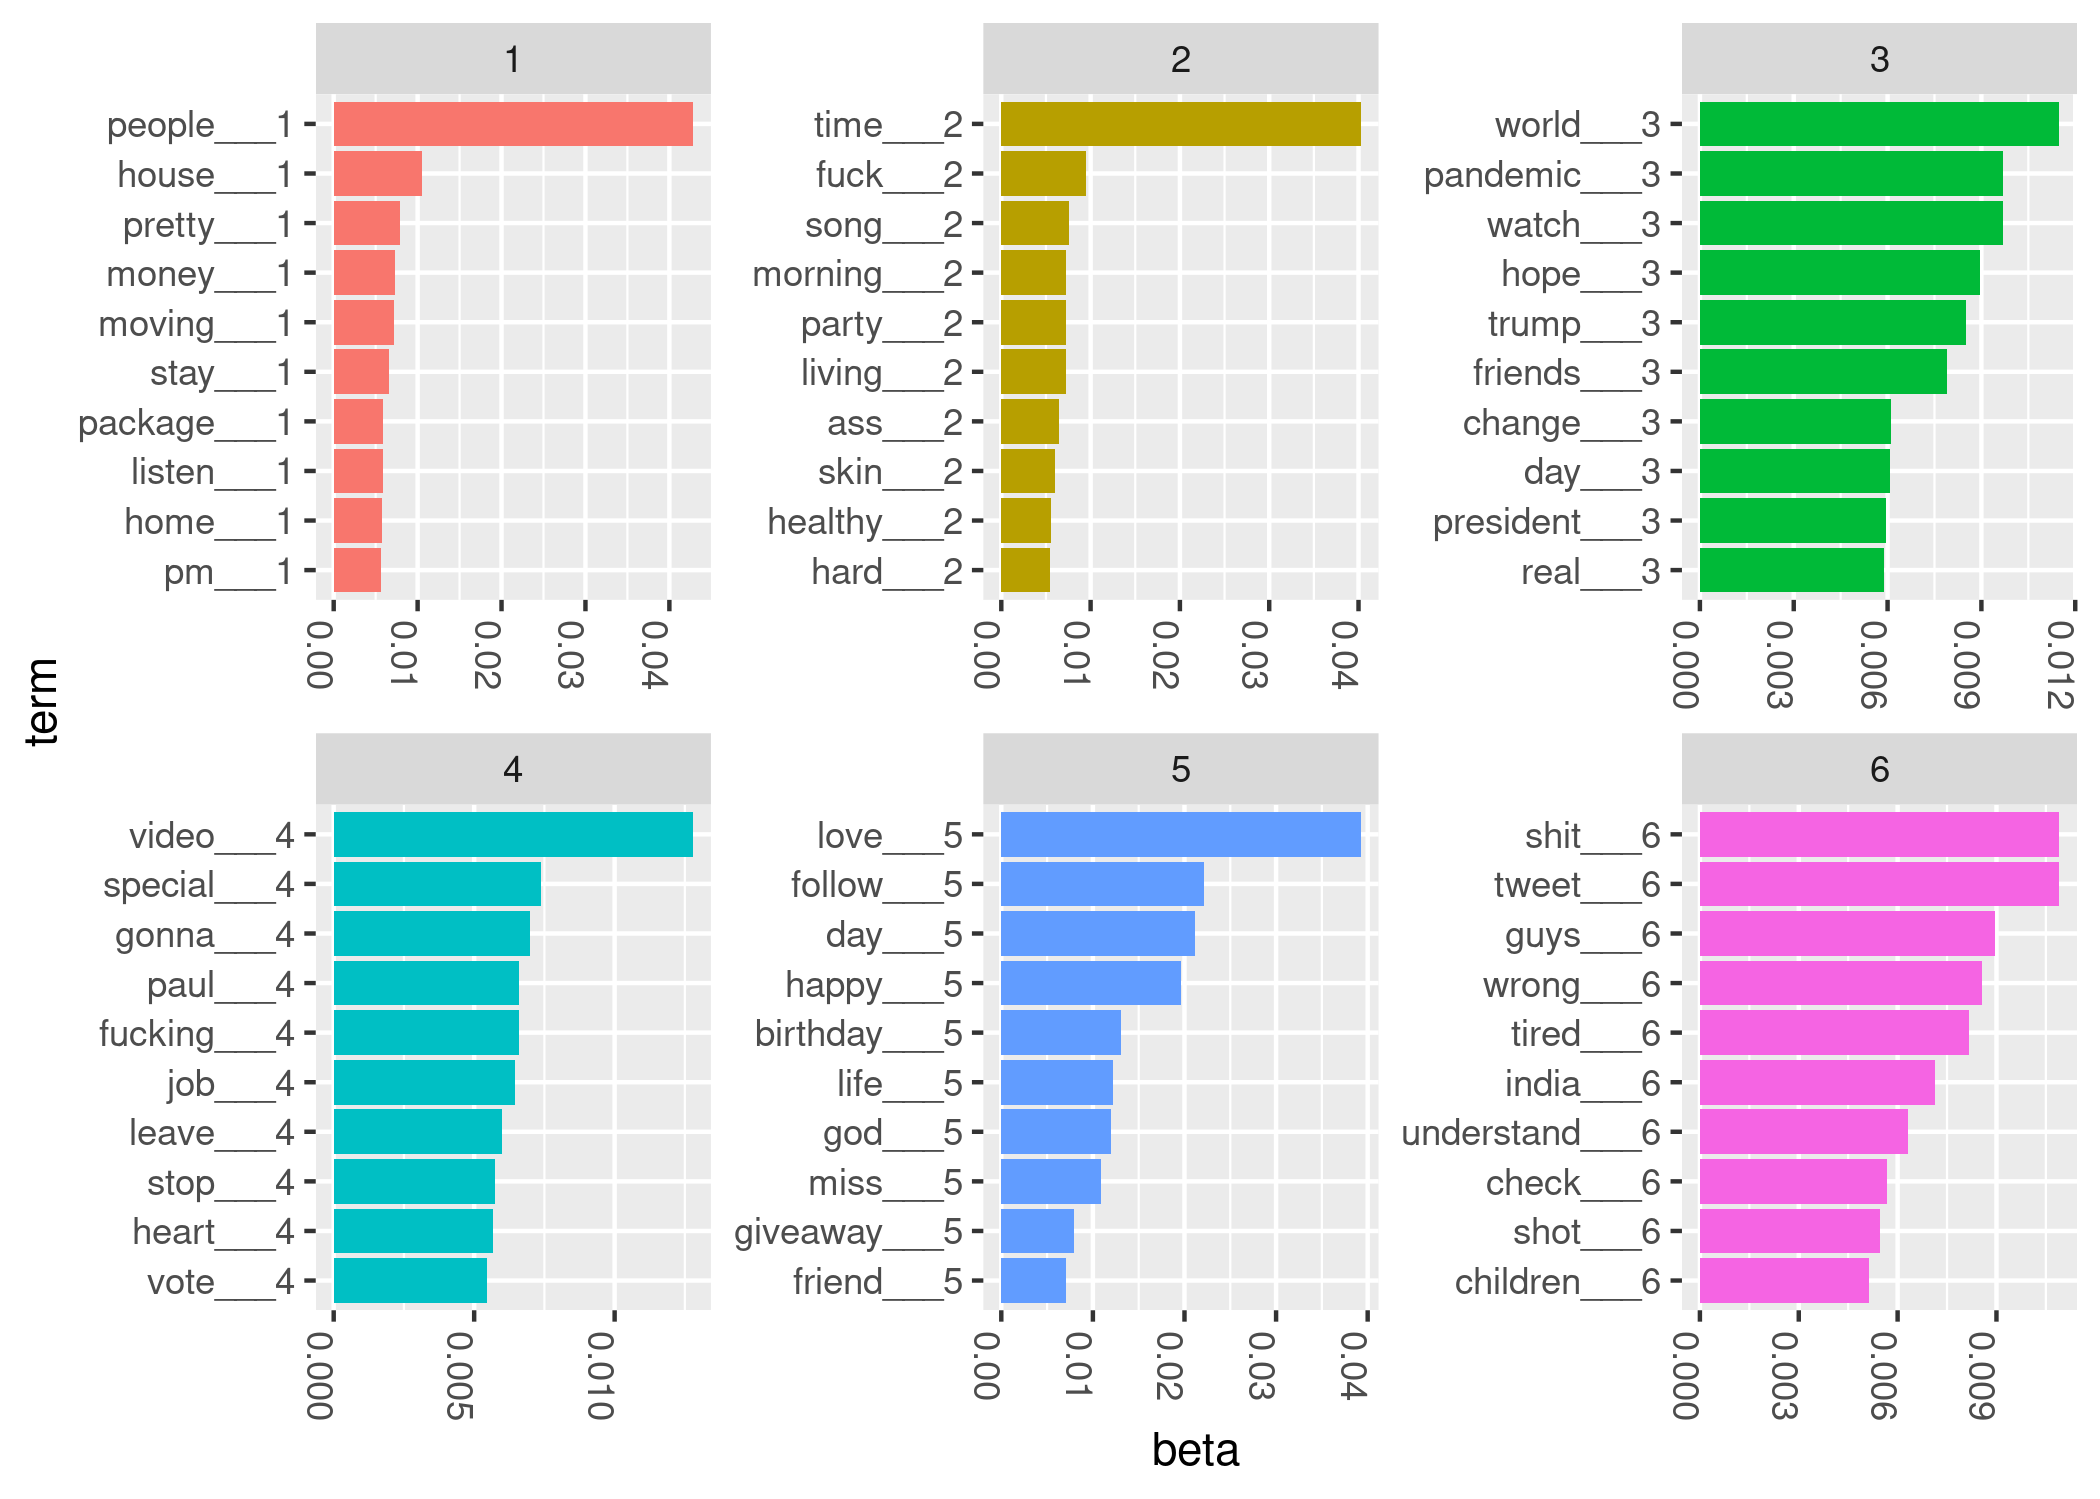 1
people___1
house___1
pretty___1
money___1
moving___1
stay___1
package___1
listen___1
home___1
pm___1
0.00
0.01
0.02
0.03
0.04
2
time___2
fuck___2
song___2
morning___2
party___2
living___2
ass___2
skin___2
healthy___2
hard___2
0.00
0.01
0.02
0.03
0.04
3
world___3
pandemic___3
watch___3
hope___3
trump___3
friends___3
change___3
day___3
president___3
real___3
0.000
0.003
0.006
0.009
0.012
term
4
video___4
special___4
gonna___4
paul___4
fucking___4
job___4
leave___4
stop___4
heart___4
vote___4
0.000
0.005
0.010
5
love___5
follow___5
day___5
happy___5
birthday___5
life___5
god___5
miss___5
giveaway___5
friend___5
0.00
0.01
0.02
0.03
0.04
6
shit___6
tweet___6
guys___6
wrong___6
tired___6
india___6
understand___6
check___6
shot___6
children___6
0.000
0.003
0.006
0.009
beta